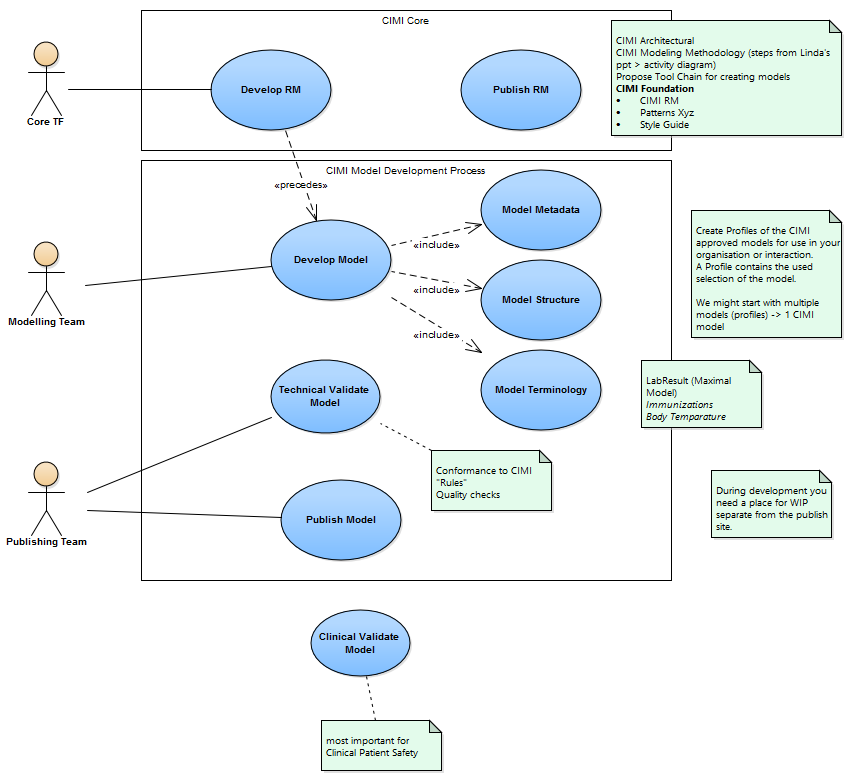 CIMI Core
Develop RM
Publish RM
Core TF
CIMI Architectural
CIMI Modeling Methodology (steps from Linda's
ppt > activity diagram)
Propose Tool Chain for creating models
CIMI Foundation
• CIMI RM
• Patterns Xyz
• Style Guide
CIMI Model Development Process
«precedes»
Model Metadata
Develop Model
«include»
«include»
«include»
Model Structure
Model Terminology
Modelling Team
Create Profiles of the CIMI
approved models for use in your
organisation or interaction.
A Profile contains the used
selection of the model.
We might start with multiple
models (profiles) -> 1 CIMI
model
Technical Validate
Model
LabResult (Maximal
Model)
Immunizations
Body Temparature
Conformance to CIMI
"Rules"
Quality checks
Publish Model
Publishing Team
During development you
need a place for WIP
separate from the publish
site.
Clinical Validate
Model
most important for
Clinical Patient Safety